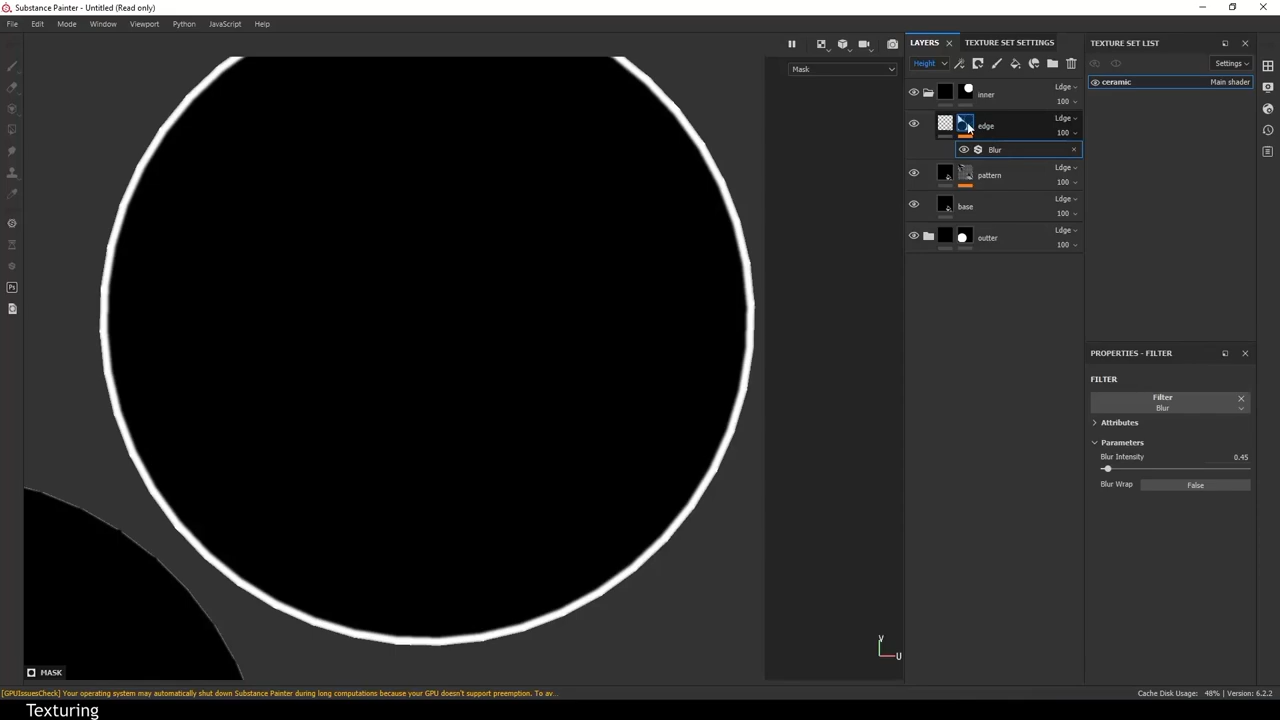 Substance Painter - Untitled (Read only)
File Edit Mode Window Viewport Python JavaScript Help
Mask
LAYERS
TEXTURE SET SETTINGS
Height
inner
Ldge
100
edge
Ldge
100
Blur
pattern
Ldge
100
base
Ldge
100
outter
Ldge
100
TEXTURE SET LIST
Settings
ceramic
Main shader
PROPERTIES - FILTER
FILTER
Filter
Blur
Attributes
Parameters
Blur Intensity
0.45
Blur Wrap
False
Ps
V
U
MASK
[GPUIssuesCheck] Your operating system may automatically shut down Substance Painter during long computations because your GPU doesn't support preemption. To av...
Cache Disk Usage: 48% | Version: 6.2.2
Texturing